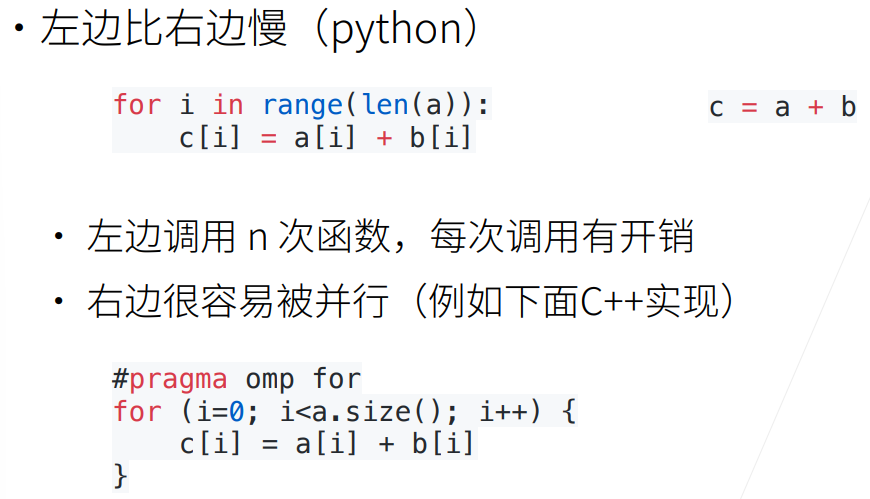 • 左边比右边慢（python）
for i in range(len(a)):
    c[i] = a[i] + b[i]
c = a + b
• 左边调用 n 次函数，每次调用有开销
• 右边很容易被并行（例如下面C++实现）
#pragma omp for
for (i=0; i<a.size(); i++) {
    c[i] = a[i] + b[i]
}